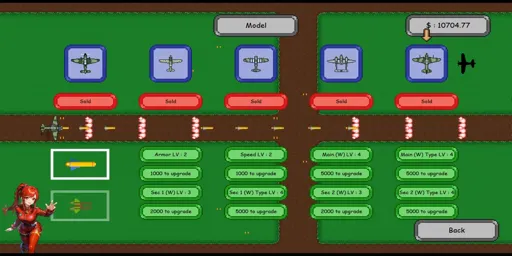 Model
$ : 10704.77
Sold
Sold
Sold
Sold
Sold
Armor LV : 2
Speed LV : 2
Main (W) LV : 4
Main (W) Type LV : 4
1000 to upgrade
1000 to upgrade
5000 to upgrade
5000 to upgrade
Sec 1 (W) LV : 3
Sec 1 (W) Type LV : 4
Sec 2 (W) LV : 3
Sec 2 (W) Type LV : 4
2000 to upgrade
5000 to upgrade
2000 to upgrade
5000 to upgrade
Back